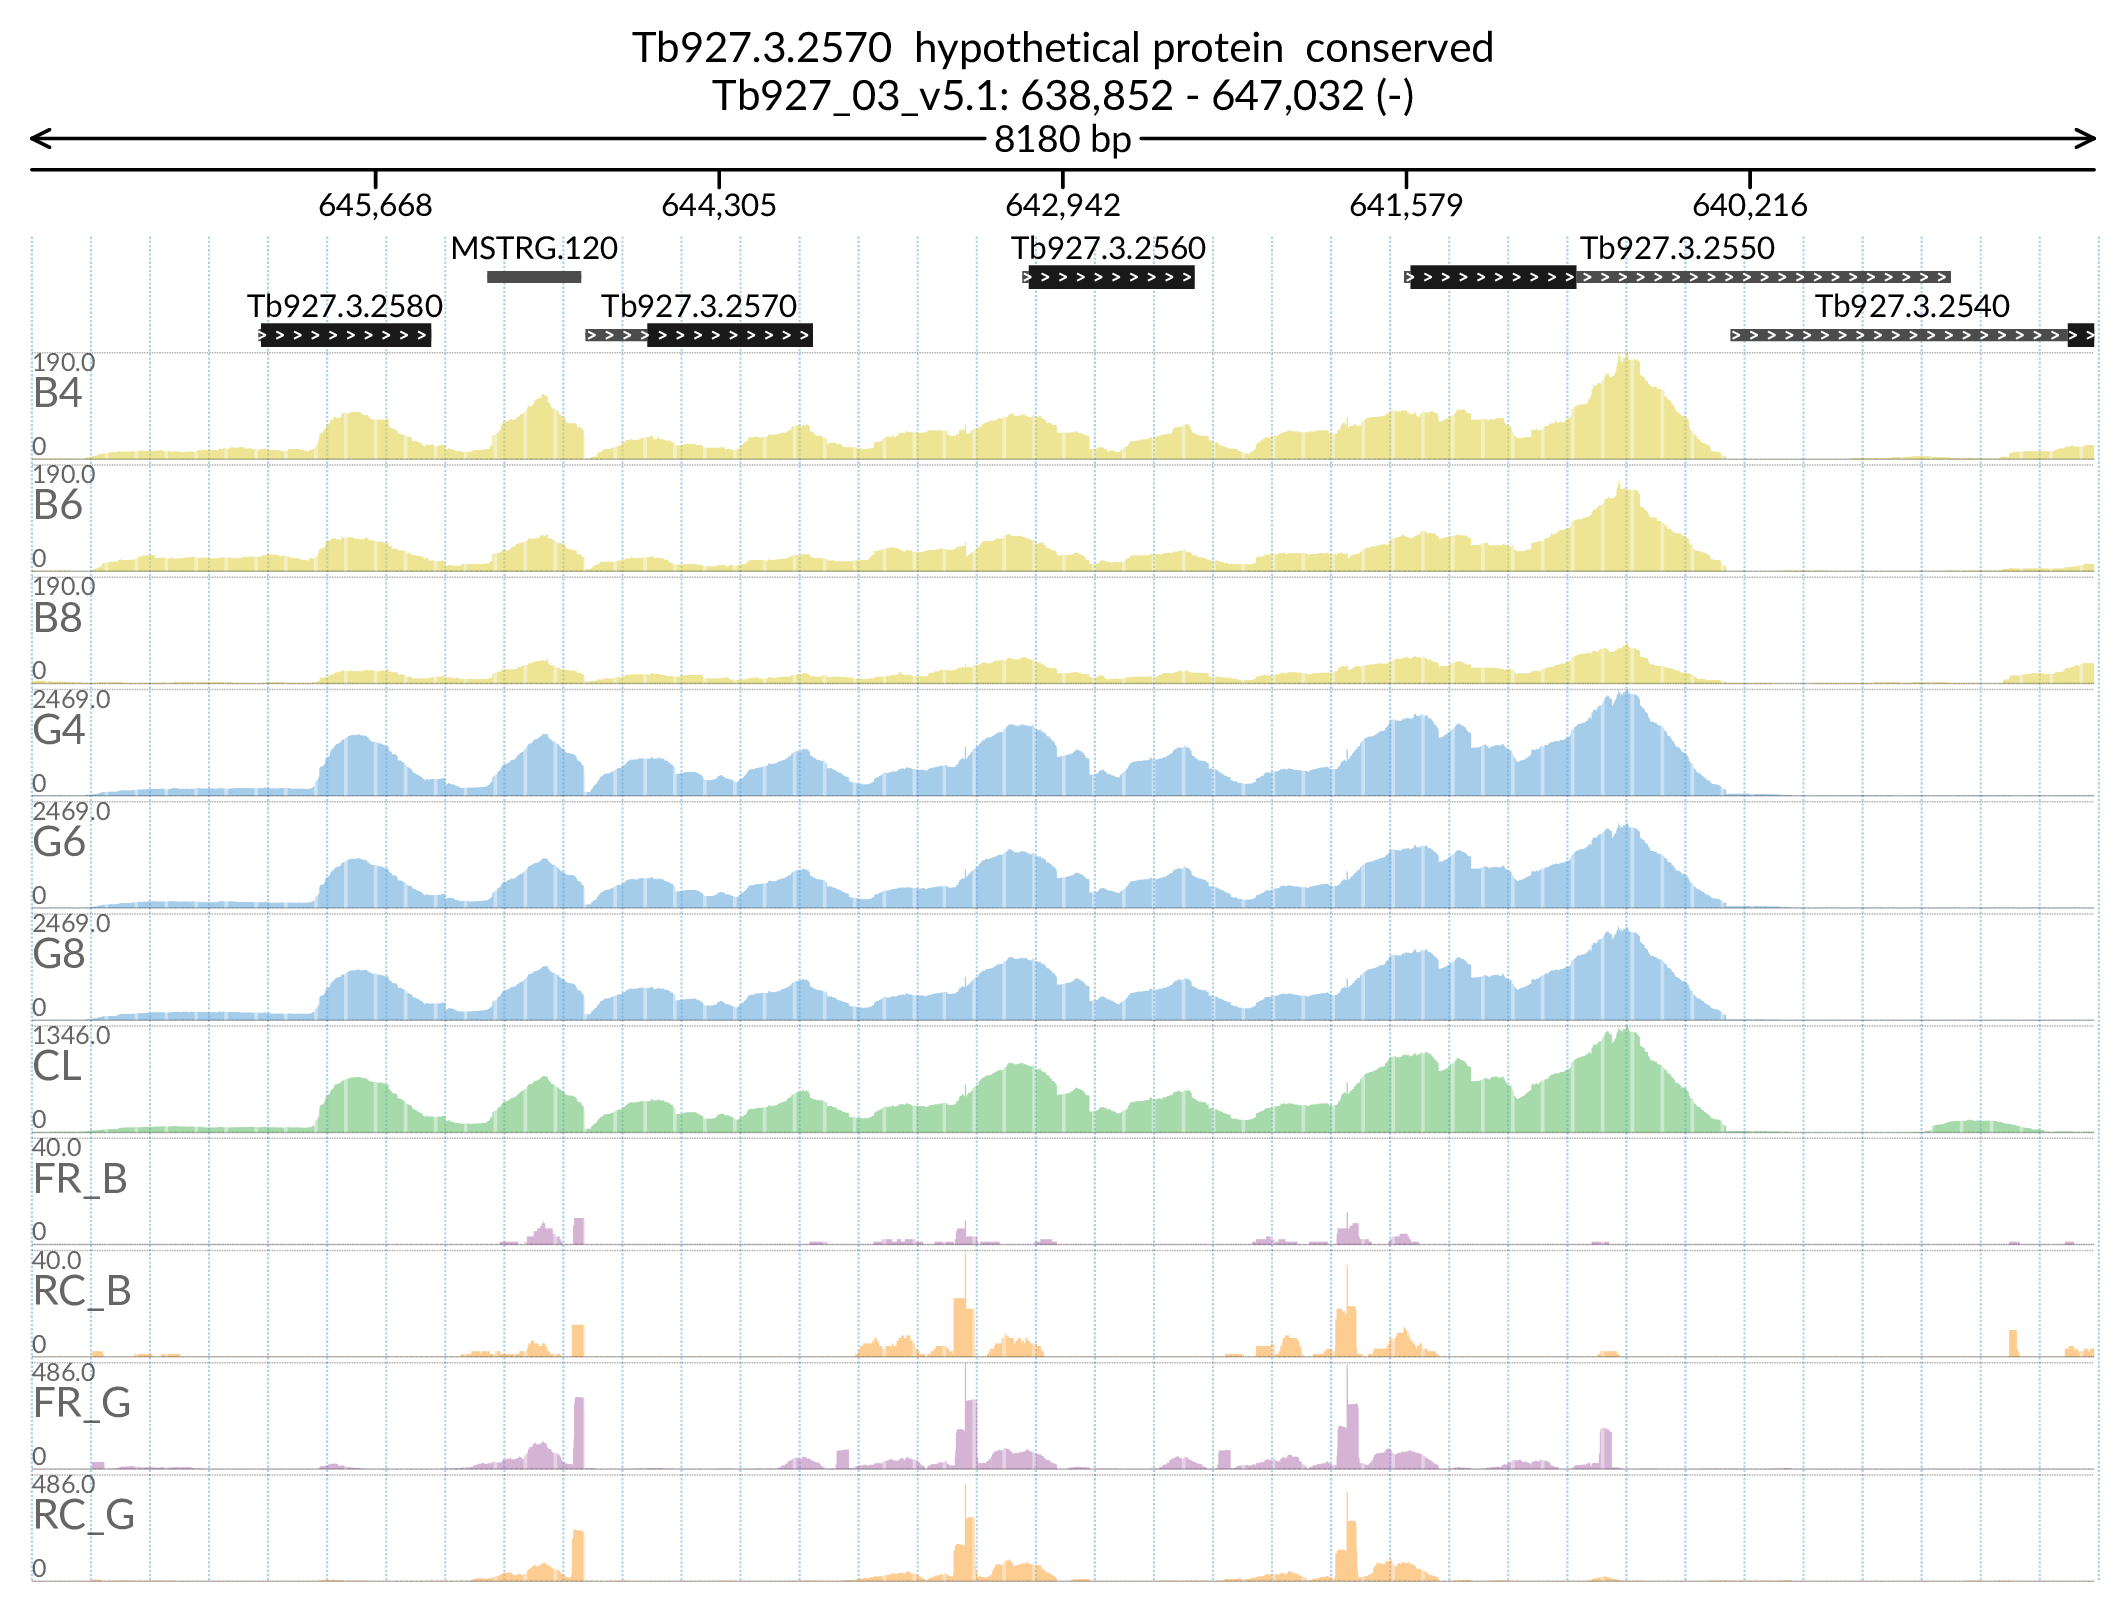 Tb927.3.2570 hypothetical protein conserved
Tb927_03_v5.1: 638,852 - 647,032 (-)
8180 bp
645,668 644,305 642,942 641,579 640,216
MSTRG.120 Tb927.3.2560 Tb927.3.2550
Tb927.3.2580 Tb927.3.2570 Tb927.3.2540
190.0
B4
0
190.0
B6
0
190.0
B8
0
2469.0
G4
0
2469.0
G6
0
2469.0
G8
0
1346.0
CL
0
40.0
FR_B
0
40.0
RC_B
0
486.0
FR_G
0
486.0
RC_G
0